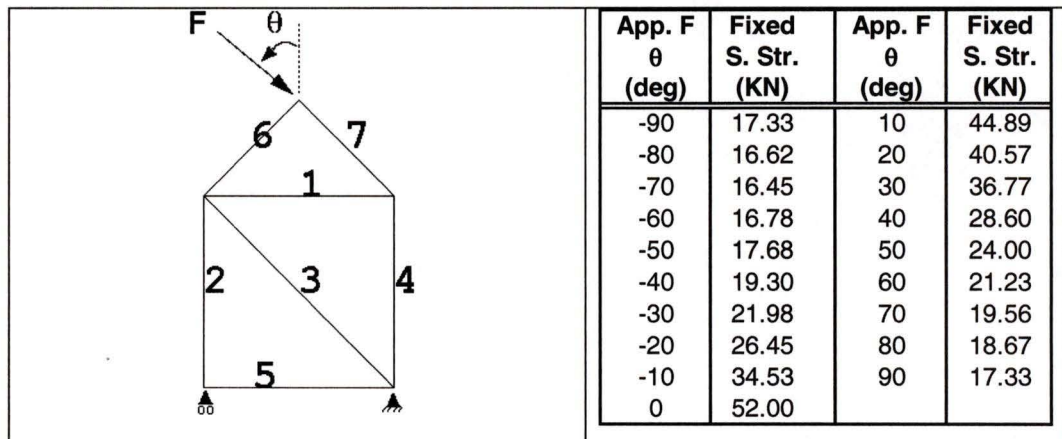 F θ
6 7
1
2 3 4
5
App. F θ (deg) | Fixed S. Str. (KN) | App. F θ (deg) | Fixed S. Str. (KN)
-90 17.33 10 44.89
-80 16.62 20 40.57
-70 16.45 30 36.77
-60 16.78 40 28.60
-50 17.68 50 24.00
-40 19.30 60 21.23
-30 21.98 70 19.56
-20 26.45 80 18.67
-10 34.53 90 17.33
0 52.00